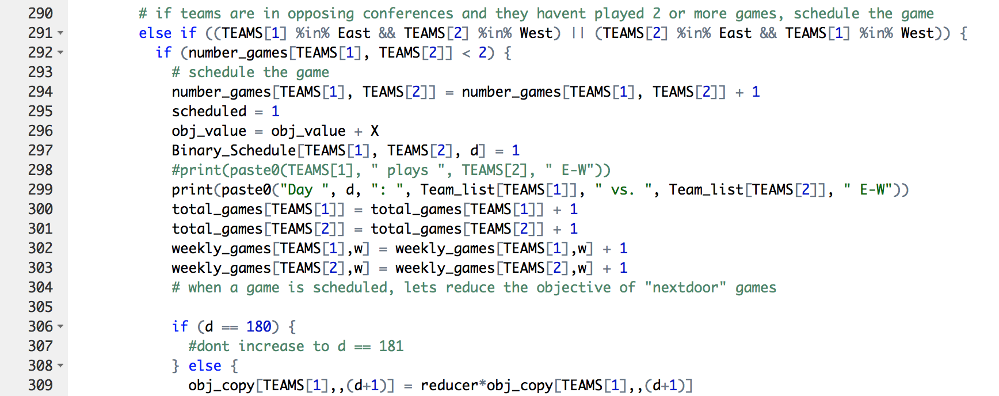 290 # if teams are in opposing conferences and they havent played 2 or more games, schedule the game
291 else if ((TEAMS[1] %in% East && TEAMS[2] %in% West) || (TEAMS[2] %in% East && TEAMS[1] %in% West)) {
292 if (number_games[TEAMS[1], TEAMS[2]] < 2) {
293 # schedule the game
294 number_games[TEAMS[1], TEAMS[2]] = number_games[TEAMS[1], TEAMS[2]] + 1
295 scheduled = 1
296 obj_value = obj_value + X
297 Binary_Schedule[TEAMS[1], TEAMS[2], d] = 1
298 #print(paste0(TEAMS[1], " plays ", TEAMS[2], " E-W"))
299 print(paste0("Day ", d, ": ", Team_list[TEAMS[1]], " vs. ", Team_list[TEAMS[2]], " E-W"))
300 total_games[TEAMS[1]] = total_games[TEAMS[1]] + 1
301 total_games[TEAMS[2]] = total_games[TEAMS[2]] + 1
302 weekly_games[TEAMS[1],w] = weekly_games[TEAMS[1],w] + 1
303 weekly_games[TEAMS[2],w] = weekly_games[TEAMS[2],w] + 1
304 # when a game is scheduled, lets reduce the objective of "nextdoor" games
305
306 if (d == 180) {
307 #dont increase to d == 181
308 } else {
309 obj_copy[TEAMS[1],,(d+1)] = reducer*obj_copy[TEAMS[1],,(d+1)]